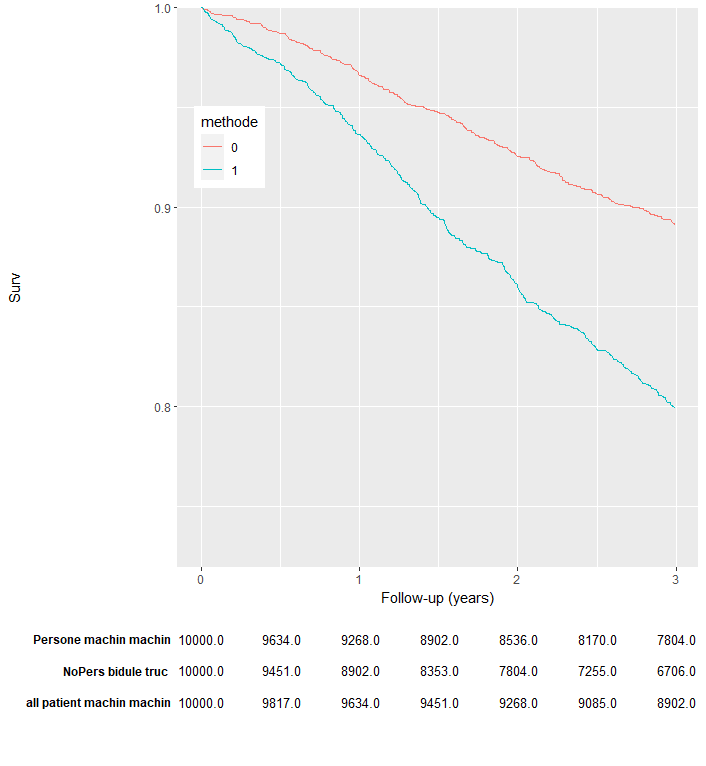 1.0
methode
0
1
0.9
Surv
0.8
0 1 2 3
Follow-up (years)
Persone machin machin 10000.0 9634.0 9268.0 8902.0 8536.0 8170.0 7804.0
NoPers bidule truc 10000.0 9451.0 8902.0 8353.0 7804.0 7255.0 6706.0
all patient machin machin 10000.0 9817.0 9634.0 9451.0 9268.0 9085.0 8902.0